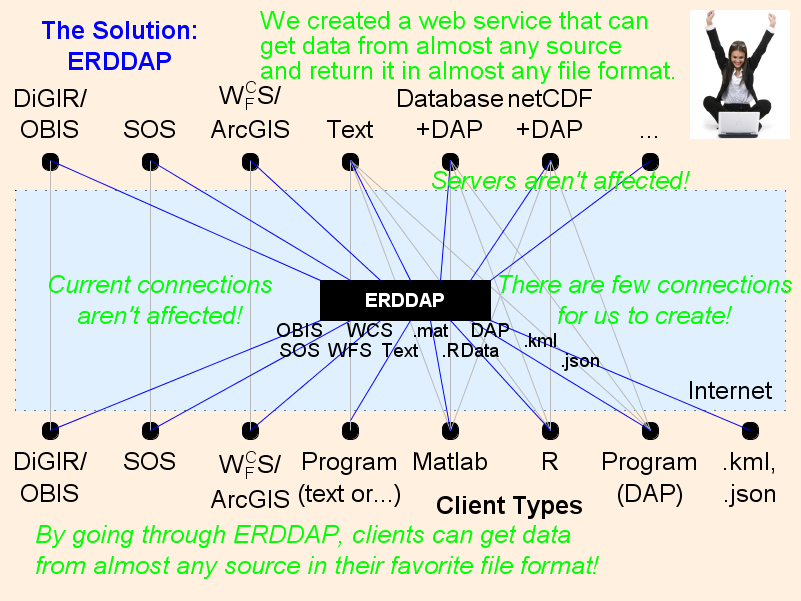 The Solution:
ERDDAP
We created a web service that can
get data from almost any source
and return it in almost any file format.
DiGIR/
OBIS
SOS
WCFS/
ArcGIS
Text
Database
+DAP
netCDF
+DAP
...
Servers aren't affected!
Current connections
aren't affected!
ERDDAP
There are few connections
for us to create!
OBIS WCS .mat DAP .kml
SOS WFS Text .RData .json
Internet
DiGIR/
OBIS
SOS
WCFS/
ArcGIS
Program
(text or...)
Matlab
R
Program
(DAP)
.kml,
.json
Client Types
By going through ERDDAP, clients can get data
from almost any source in their favorite file format!